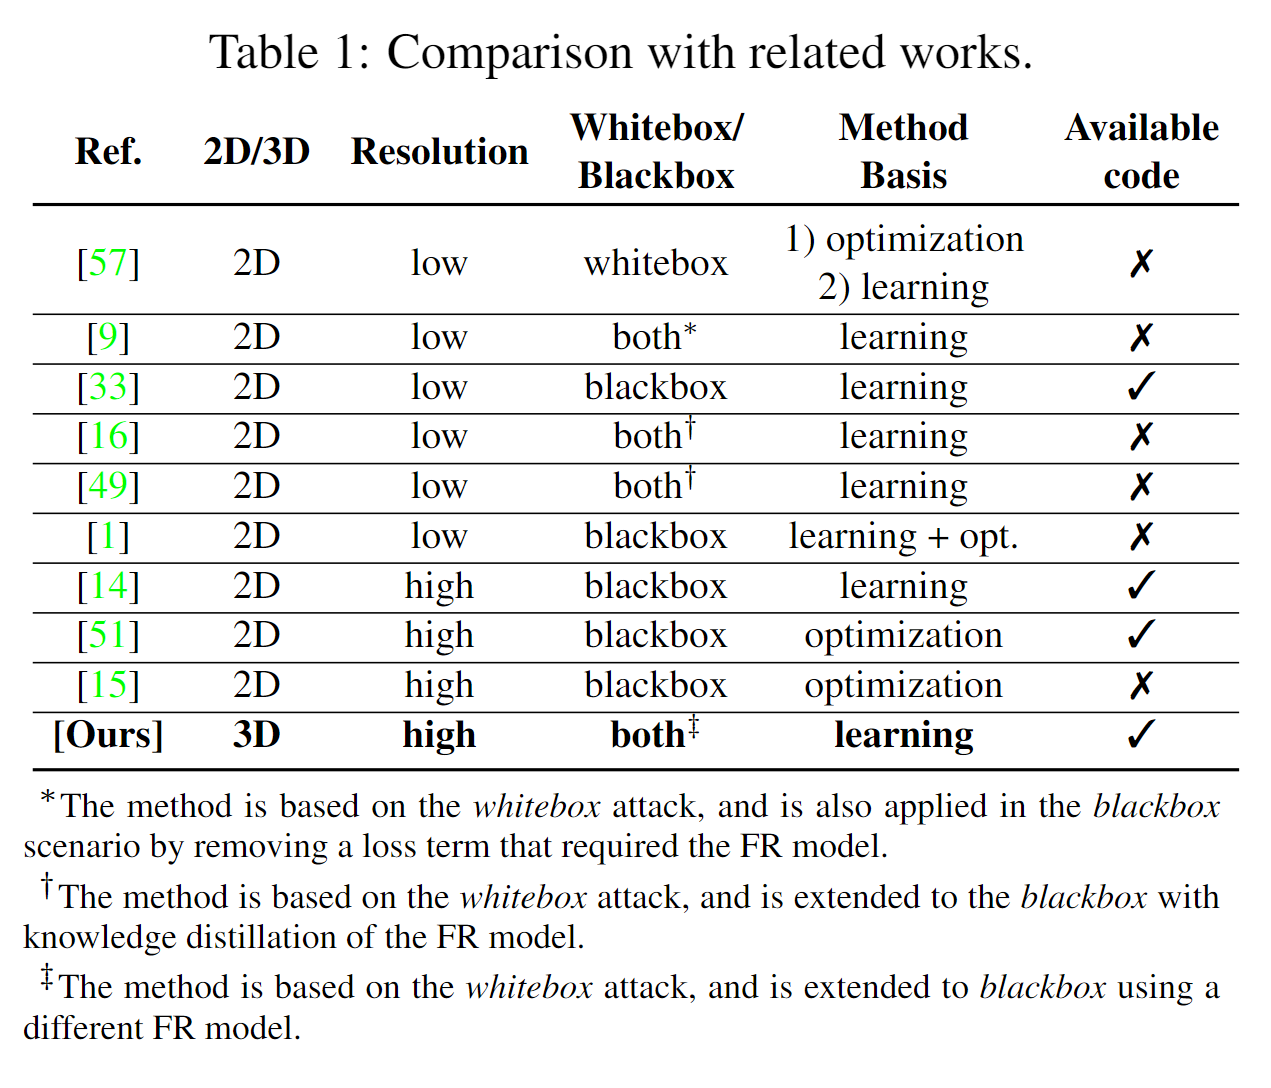 Table 1: Comparison with related works.
Ref. 2D/3D Resolution Whitebox/ Blackbox Method Basis Available code
[57] 2D low whitebox 1) optimization 2) learning ✗
[9] 2D low both* learning ✗
[33] 2D low blackbox learning ✓
[16] 2D low both† learning ✗
[49] 2D low both† learning ✗
[1] 2D low blackbox learning + opt. ✗
[14] 2D high blackbox learning ✓
[51] 2D high blackbox optimization ✓
[15] 2D high blackbox optimization ✗
[Ours] 3D high both‡ learning ✓
*The method is based on the whitebox attack, and is also applied in the blackbox
scenario by removing a loss term that required the FR model.
†The method is based on the whitebox attack, and is extended to the blackbox with
knowledge distillation of the FR model.
‡The method is based on the whitebox attack, and is extended to blackbox using a
different FR model.